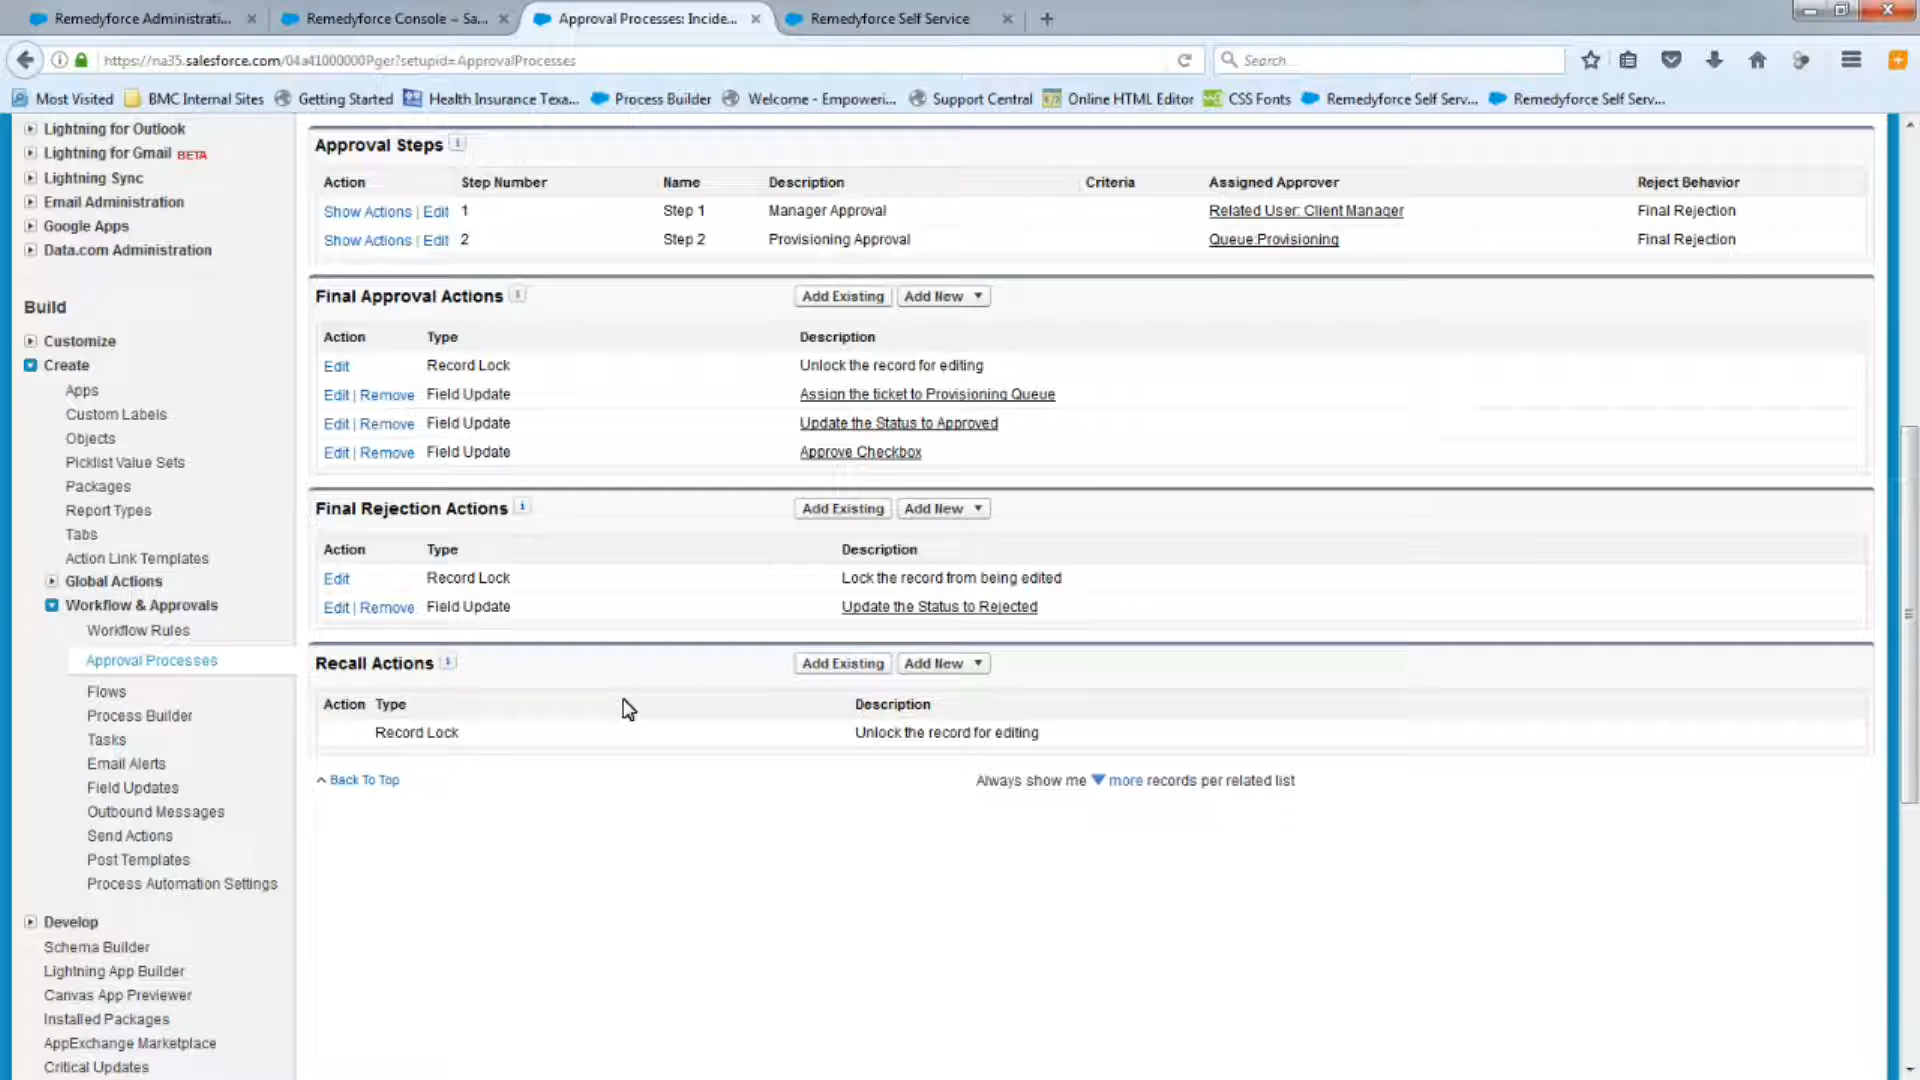 Remedyforce Administrati...
Remedyforce Console – Sa...
Approval Processes: Incide...
Remedyforce Self Service
https://na35.salesforce.com/04a41000000Pger?setupid=ApprovalProcesses
Search
Most Visited
BMC Internal Sites
Getting Started
Health Insurance Texa...
Process Builder
Welcome - Empoweri...
Support Central
Online HTML Editor
CSS Fonts
Remedyforce Self Serv...
Remedyforce Self Serv...
Lightning for Outlook
Lightning for Gmail BETA
Lightning Sync
Email Administration
Google Apps
Data.com Administration
Build
Customize
Create
Apps
Custom Labels
Objects
Picklist Value Sets
Packages
Report Types
Tabs
Action Link Templates
Global Actions
Workflow & Approvals
Workflow Rules
Approval Processes
Flows
Process Builder
Tasks
Email Alerts
Field Updates
Outbound Messages
Send Actions
Post Templates
Process Automation Settings
Develop
Schema Builder
Lightning App Builder
Canvas App Previewer
Installed Packages
AppExchange Marketplace
Critical Updates
Approval Steps
Action Step Number Name Description Criteria Assigned Approver Reject Behavior
Show Actions | Edit 1 Step 1 Manager Approval Related User: Client Manager Final Rejection
Show Actions | Edit 2 Step 2 Provisioning Approval Queue:Provisioning Final Rejection
Final Approval Actions Add Existing Add New
Action Type Description
Edit Record Lock Unlock the record for editing
Edit | Remove Field Update Assign the ticket to Provisioning Queue
Edit | Remove Field Update Update the Status to Approved
Edit | Remove Field Update Approve Checkbox
Final Rejection Actions Add Existing Add New
Action Type Description
Edit Record Lock Lock the record from being edited
Edit | Remove Field Update Update the Status to Rejected
Recall Actions Add Existing Add New
Action Type Description
Record Lock Unlock the record for editing
Back To Top Always show me more records per related list